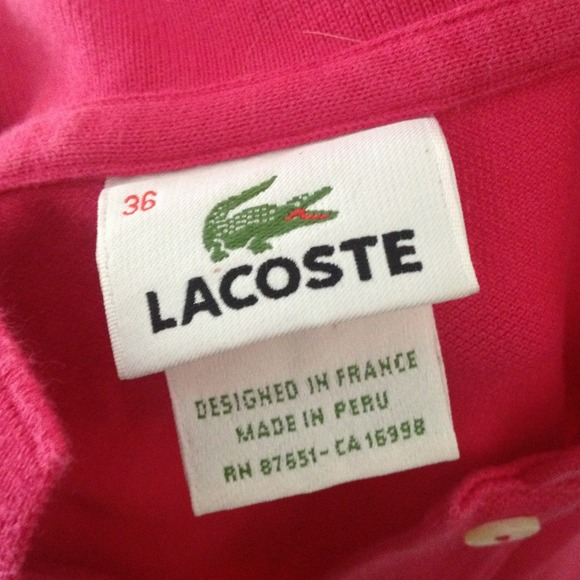 36
LACOSTE
DESIGNED IN FRANCE
MADE IN PERU
RN 87651-CA 16998